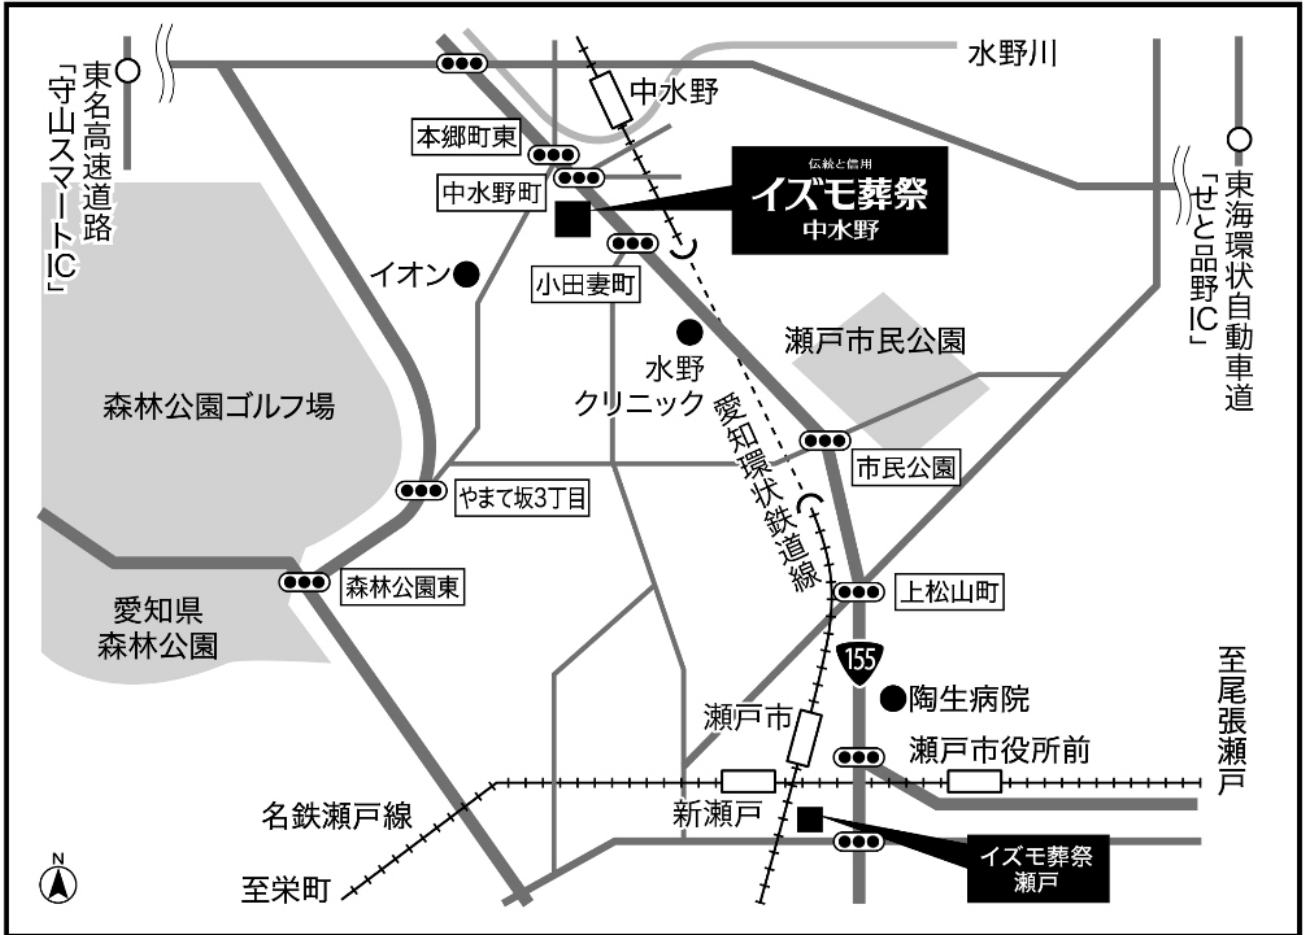 水野川
東名高速道路
「守山スマートIC」
中水野
本郷町東
中水野町
伝統と信用
イズモ葬祭
中水野
東海環状自動車道
「せと品野IC」
イオン
小田妻町
瀬戸市民公園
水野
クリニック
森林公園ゴルフ場
愛知環状鉄道線
市民公園
やまて坂3丁目
森林公園東
上松山町
愛知県
森林公園
155
至尾張瀬戸
陶生病院
瀬戸市
瀬戸市役所前
名鉄瀬戸線
新瀬戸
イズモ葬祭
瀬戸
N
至栄町